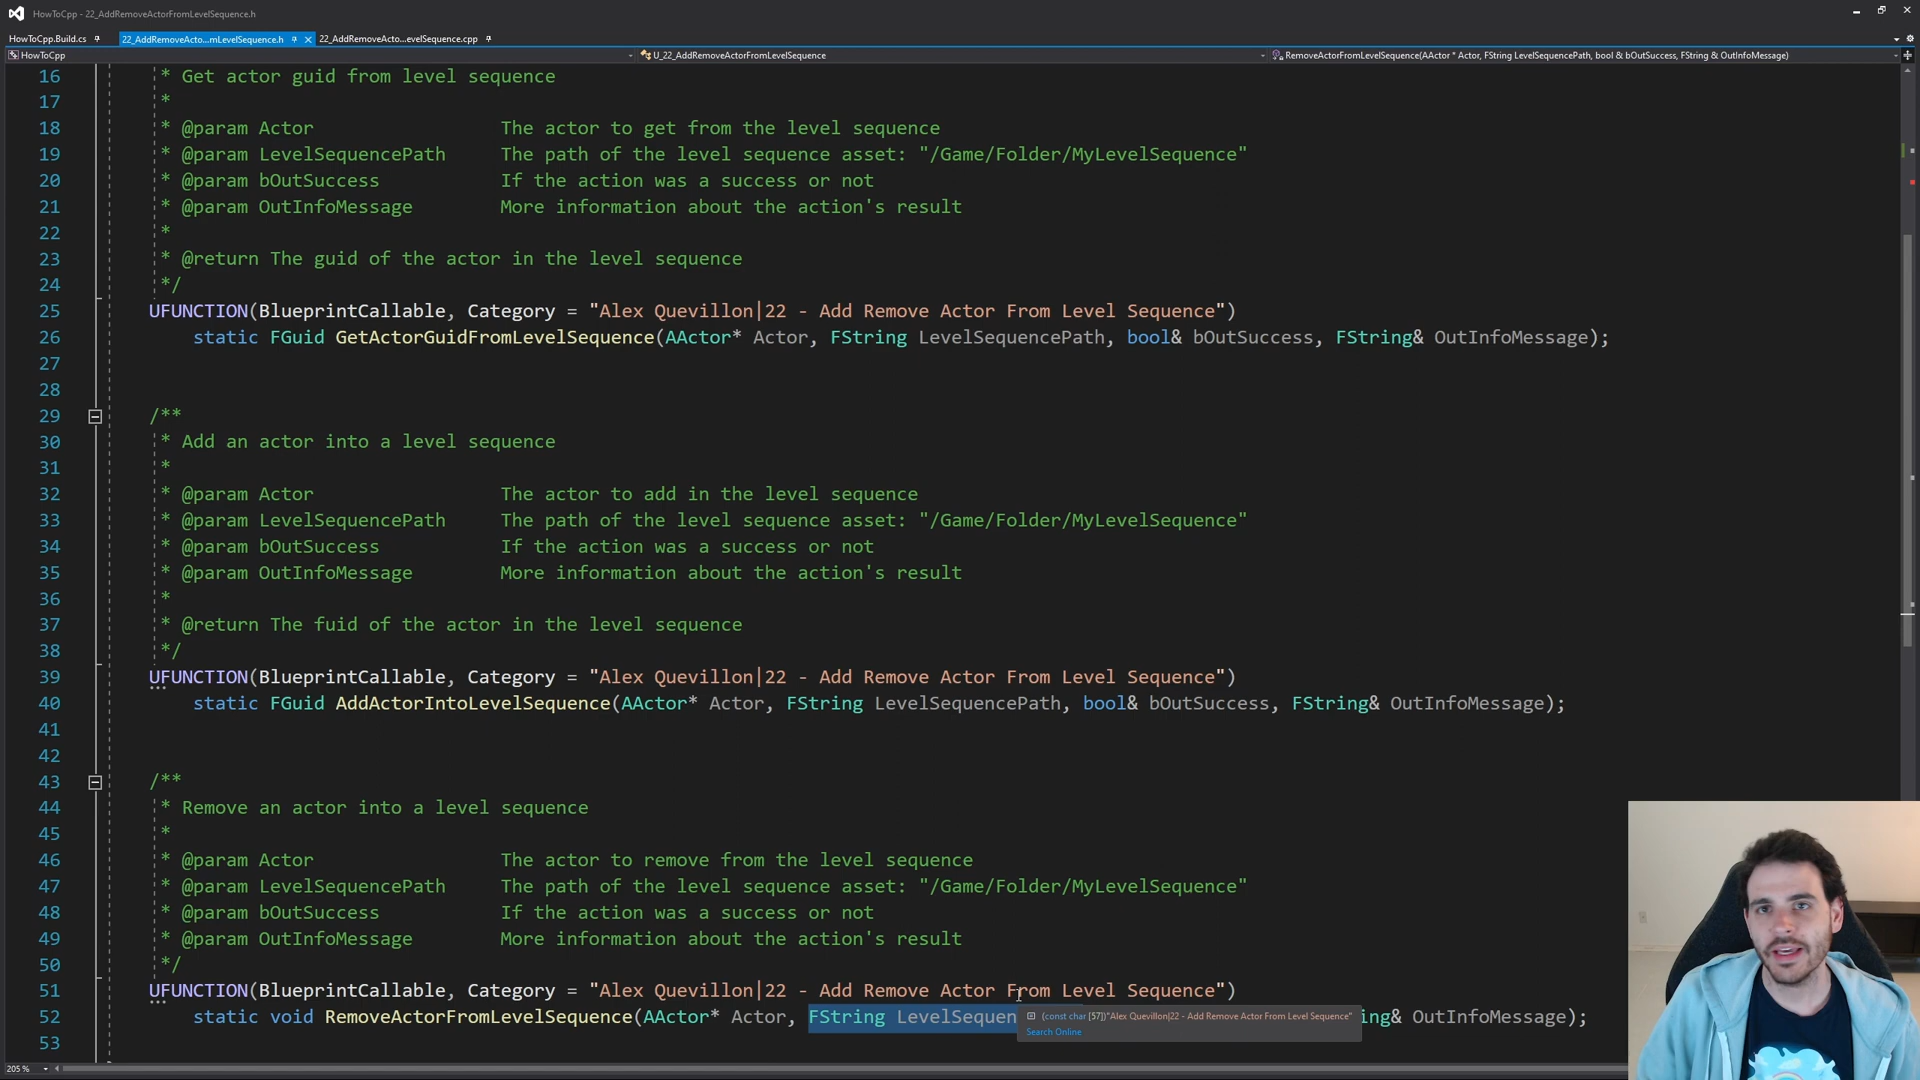 HowToCpp - 22_AddRemoveActorFromLevelSequence.h
HowToCpp.Build.cs
22_AddRemoveActo...mLevelSequence.h
22_AddRemoveActo...evelSequence.cpp
HowToCpp
U_22_AddRemoveActorFromLevelSequence
RemoveActorFromLevelSequence(AActor * Actor, FString LevelSequencePath, bool & bOutSuccess, FString & OutInfoMessage)
16 * Get actor guid from level sequence
17 *
18 * @param Actor The actor to get from the level sequence
19 * @param LevelSequencePath The path of the level sequence asset: "/Game/Folder/MyLevelSequence"
20 * @param bOutSuccess If the action was a success or not
21 * @param OutInfoMessage More information about the action's result
22 *
23 * @return The guid of the actor in the level sequence
24 */
25 UFUNCTION(BlueprintCallable, Category = "Alex Quevillon|22 - Add Remove Actor From Level Sequence")
26 static FGuid GetActorGuidFromLevelSequence(AActor* Actor, FString LevelSequencePath, bool& bOutSuccess, FString& OutInfoMessage);
27
28
29 /**
30 * Add an actor into a level sequence
31 *
32 * @param Actor The actor to add in the level sequence
33 * @param LevelSequencePath The path of the level sequence asset: "/Game/Folder/MyLevelSequence"
34 * @param bOutSuccess If the action was a success or not
35 * @param OutInfoMessage More information about the action's result
36 *
37 * @return The fuid of the actor in the level sequence
38 */
39 UFUNCTION(BlueprintCallable, Category = "Alex Quevillon|22 - Add Remove Actor From Level Sequence")
40 static FGuid AddActorIntoLevelSequence(AActor* Actor, FString LevelSequencePath, bool& bOutSuccess, FString& OutInfoMessage);
41
42
43 /**
44 * Remove an actor into a level sequence
45 *
46 * @param Actor The actor to remove from the level sequence
47 * @param LevelSequencePath The path of the level sequence asset: "/Game/Folder/MyLevelSequence"
48 * @param bOutSuccess If the action was a success or not
49 * @param OutInfoMessage More information about the action's result
50 */
51 UFUNCTION(BlueprintCallable, Category = "Alex Quevillon|22 - Add Remove Actor From Level Sequence")
52 static void RemoveActorFromLevelSequence(AActor* Actor, FString LevelSequen ing& OutInfoMessage);
(const char [57])"Alex Quevillon|22 - Add Remove Actor From Level Sequence"
Search Online
53
205 %